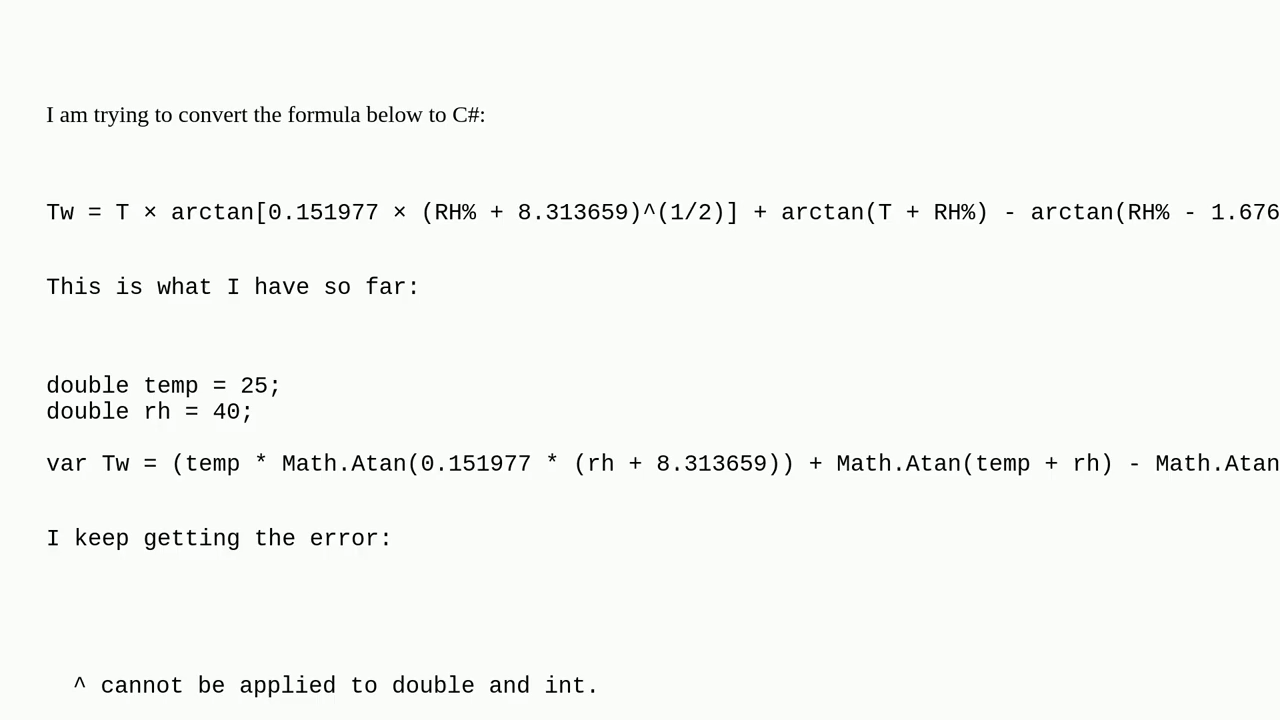 I am trying to convert the formula below to C#:
Tw = T × arctan[0.151977 × (RH% + 8.313659)^(1/2)] + arctan(T + RH%) - arctan(RH% - 1.676
This is what I have so far:
double temp = 25;
double rh = 40;
var Tw = (temp * Math.Atan(0.151977 * (rh + 8.313659)) + Math.Atan(temp + rh) - Math.Atan
I keep getting the error:
^ cannot be applied to double and int.